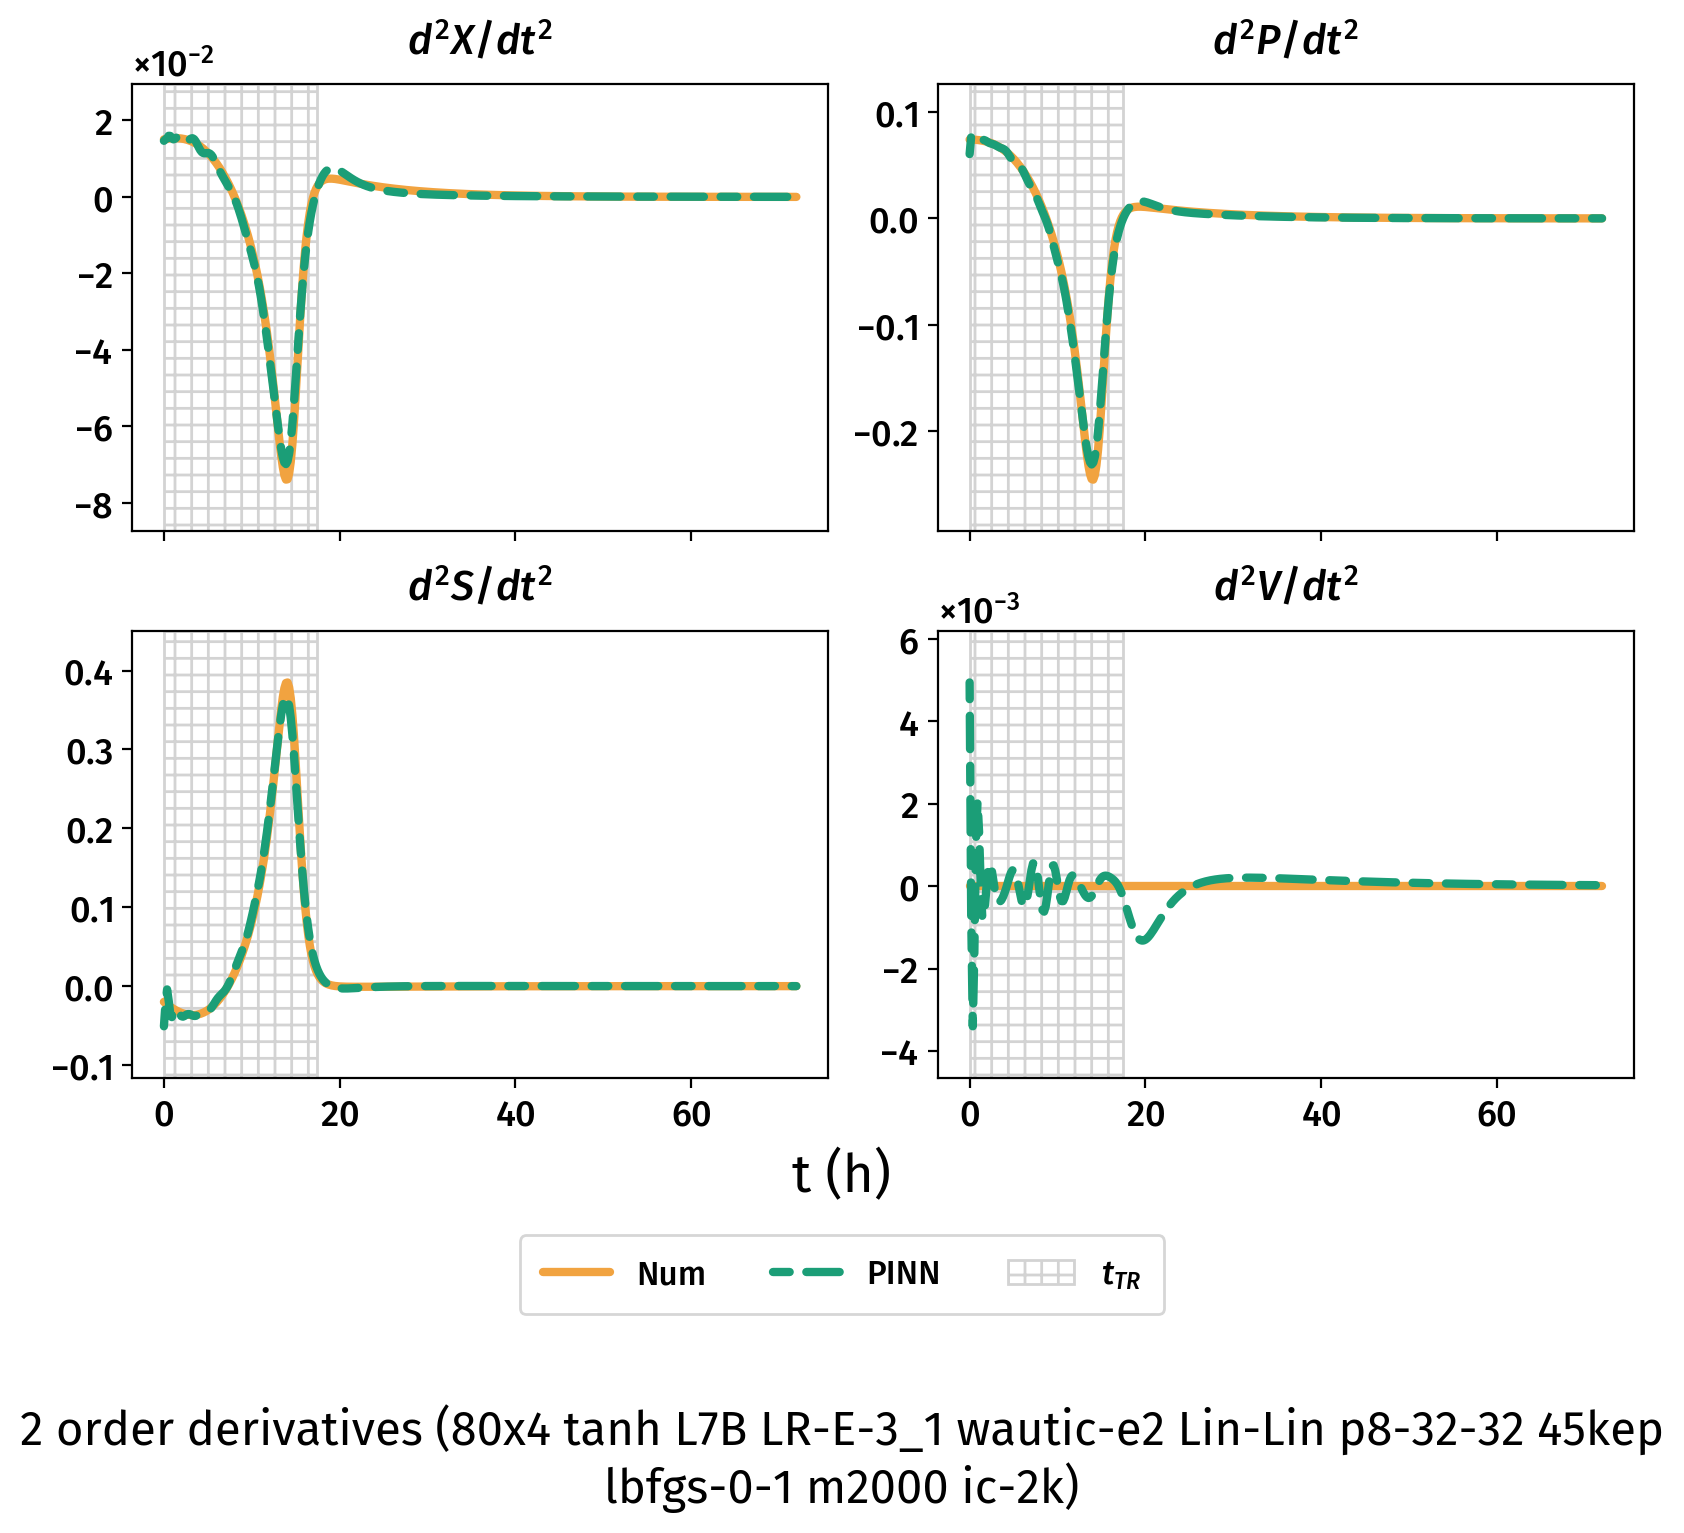 d²X/dt²
×10⁻²
2
0
−2
−4
−6
−8
d²P/dt²
0.1
0.0
−0.1
−0.2
d²S/dt²
0.4
0.3
0.2
0.1
0.0
−0.1
0 20 40 60
d²V/dt²
×10⁻³
6
4
2
0
−2
−4
0 20 40 60
t (h)
Num PINN t_TR
2 order derivatives (80x4 tanh L7B LR-E-3_1 wautic-e2 Lin-Lin p8-32-32 45kep
lbfgs-0-1 m2000 ic-2k)